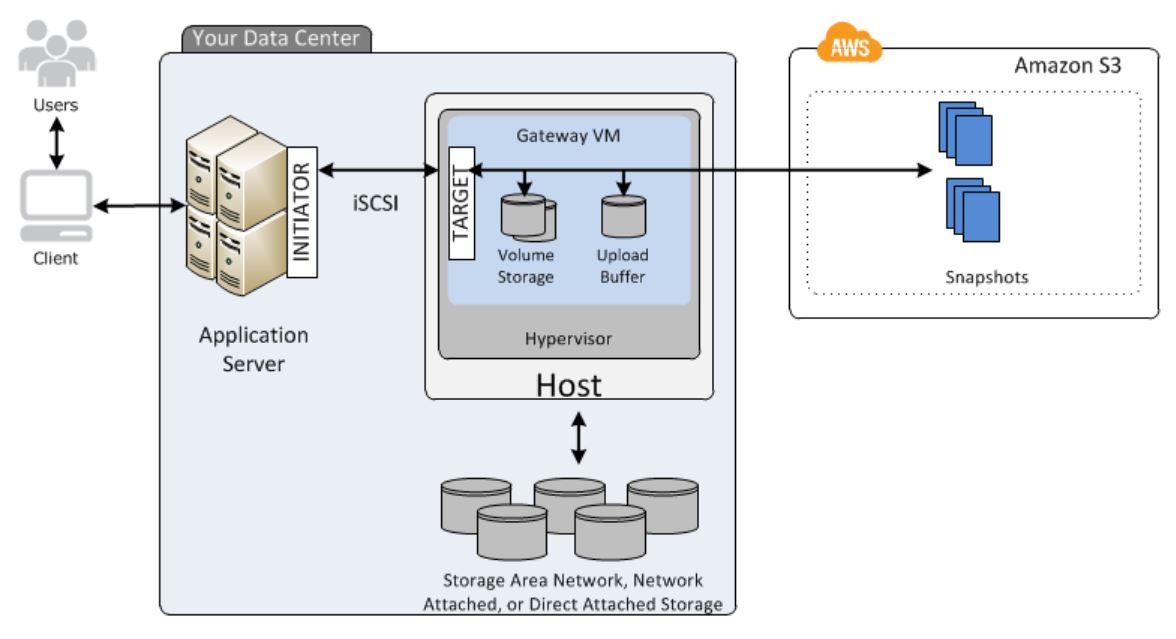 Your Data Center
AWS
Amazon S3
Users
Gateway VM
INITIATOR
iSCSI
TARGET
Volume
Storage
Upload
Buffer
Client
Snapshots
Application
Server
Hypervisor
Host
Storage Area Network, Network
Attached, or Direct Attached Storage